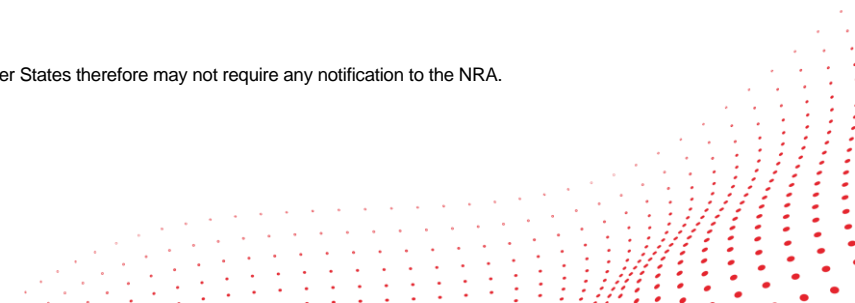 er States therefore may not require any notification to the NRA.